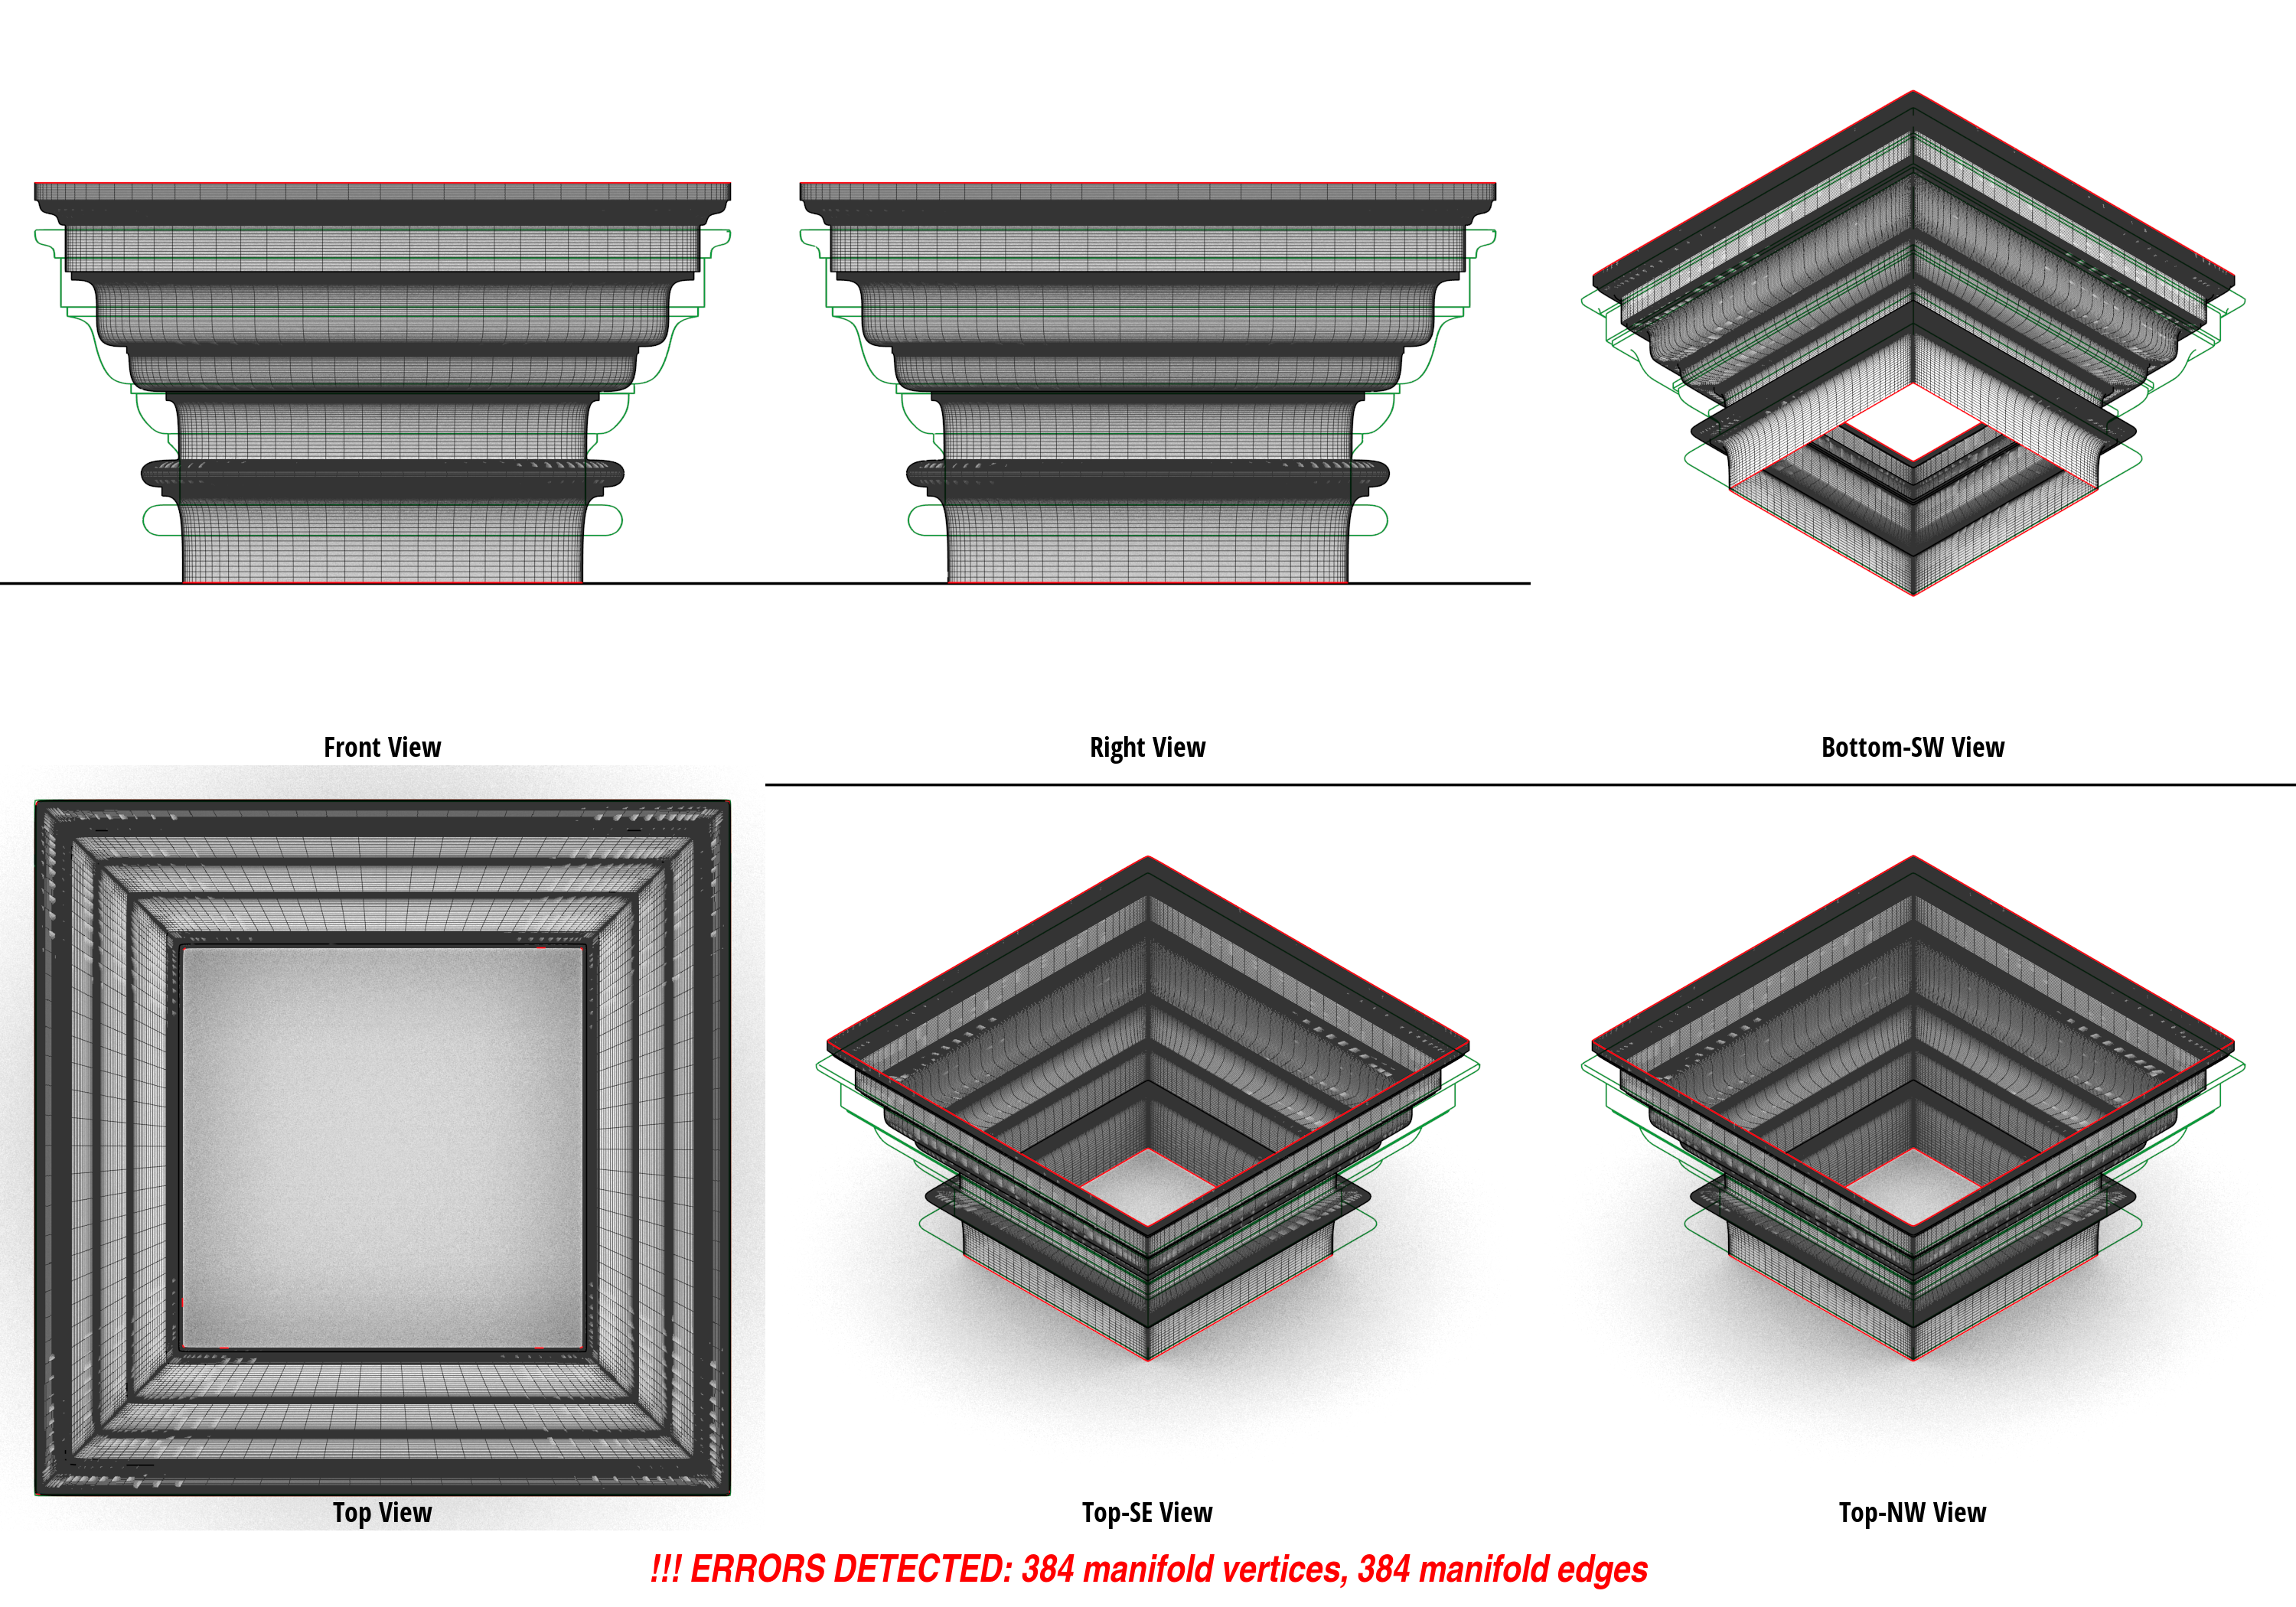 Front View
Right View
Bottom-SW View
Top View
Top-SE View
Top-NW View
!!! ERRORS DETECTED: 384 manifold vertices, 384 manifold edges